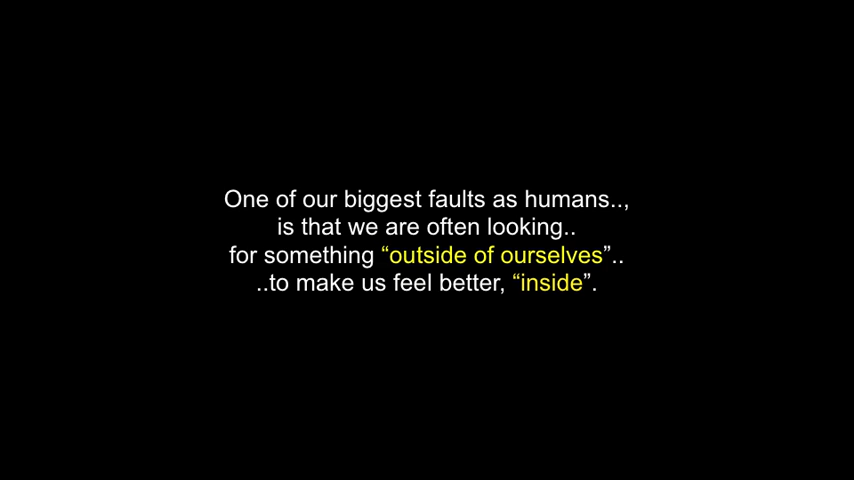 One of our biggest faults as humans..,
is that we are often looking..
for something “outside of ourselves”..
..to make us feel better, “inside”.